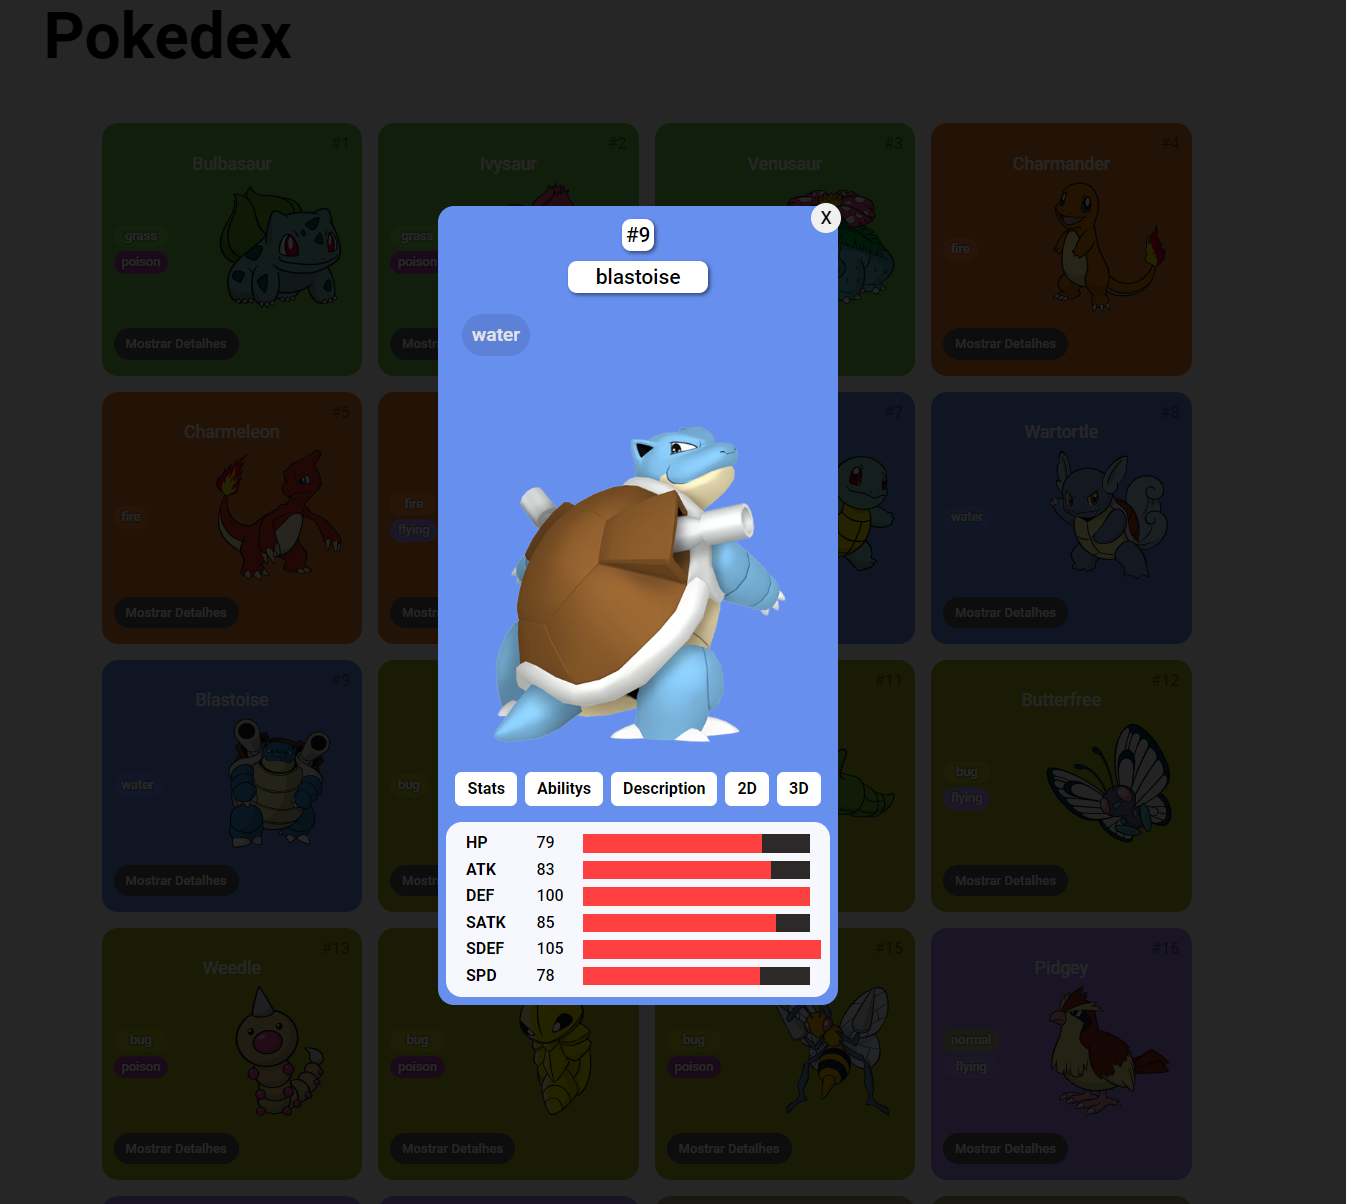 Pokedex
#1
Bulbasaur
grass
poison
Mostrar Detalhes
#2
Ivysaur
grass
poison
#3
Venusaur
#4
Charmander
fire
Mostrar Detalhes
#5
Charmeleon
fire
Mostrar Detalhes
fire
flying
#7
#8
Wartortle
water
Mostrar Detalhes
#9
Blastoise
water
Mostrar Detalhes
bug
#11
#12
Butterfree
bug
flying
Mostrar Detalhes
#13
Weedle
bug
poison
Mostrar Detalhes
bug
poison
Mostrar Detalhes
#15
bug
poison
Mostrar Detalhes
#16
Pidgey
normal
flying
Mostrar Detalhes
X
#9
blastoise
water
Stats Abilitys Description 2D 3D
HP 79
ATK 83
DEF 100
SATK 85
SDEF 105
SPD 78